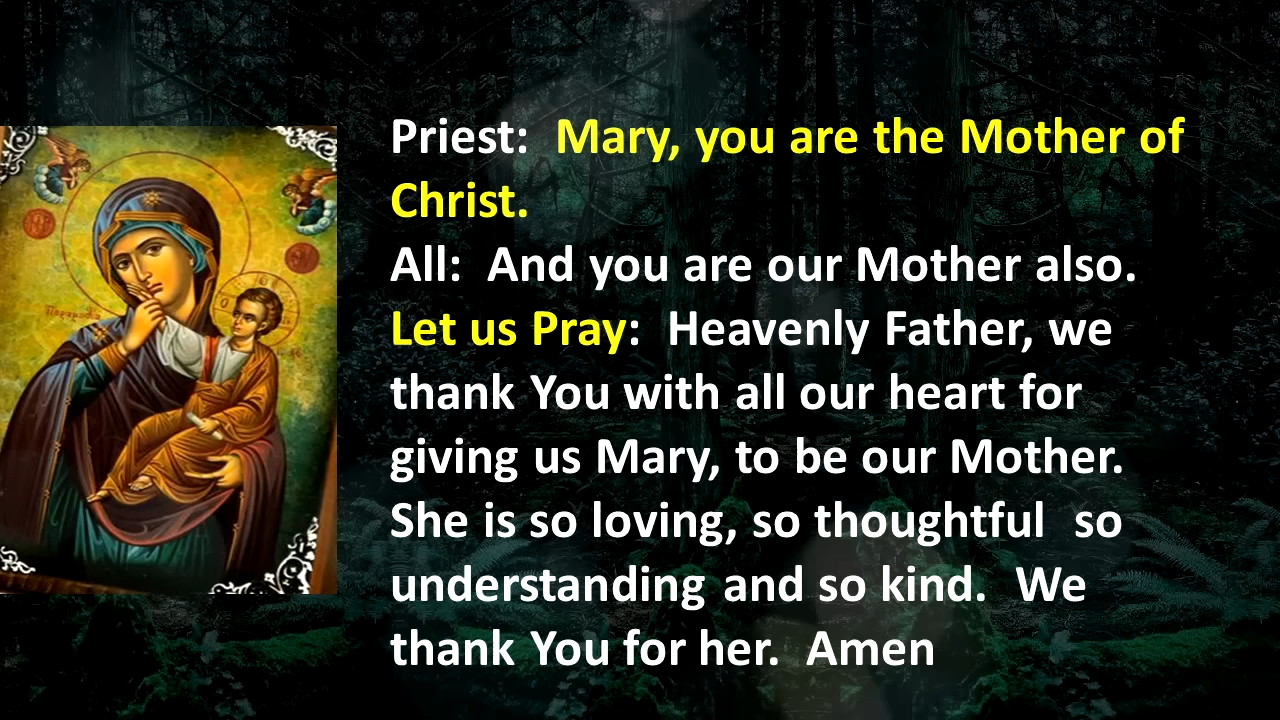 Priest:  Mary, you are the Mother of
Christ.
All:  And you are our Mother also.
Let us Pray:  Heavenly Father, we
thank You with all our heart for
giving us Mary, to be our Mother.
She is so loving, so thoughtful  so
understanding and so kind.  We
thank You for her.  Amen